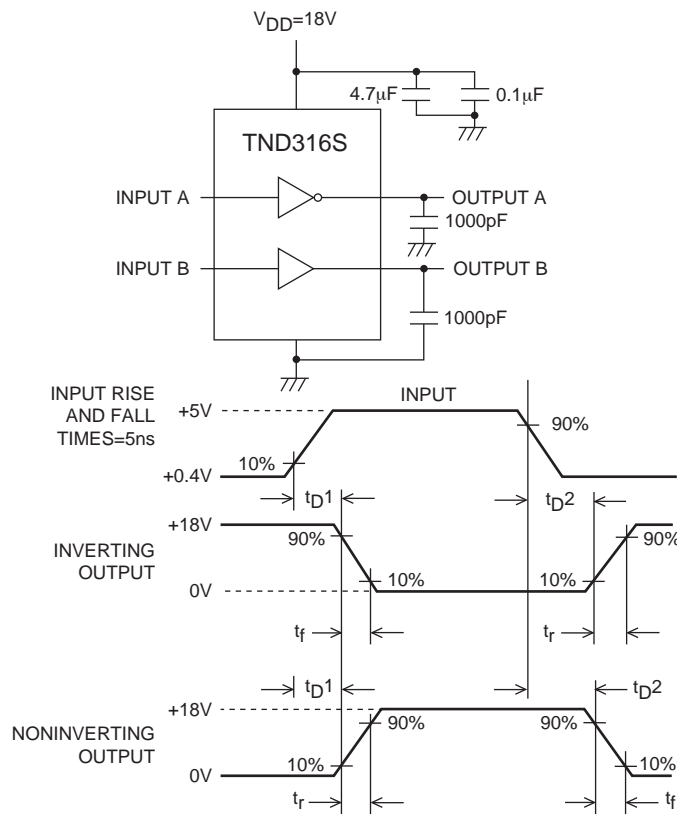 VDD=18V
4.7μF
0.1μF
TND316S
INPUT A
OUTPUT A
1000pF
INPUT B
OUTPUT B
1000pF
INPUT RISE
AND FALL
TIMES=5ns
+5V
INPUT
90%
10%
+0.4V
tD1
tD2
+18V
INVERTING
OUTPUT
90%
90%
10%
10%
0V
tf
tr
tD1
tD2
+18V
NONINVERTING
OUTPUT
90%
90%
10%
10%
0V
tr
tf